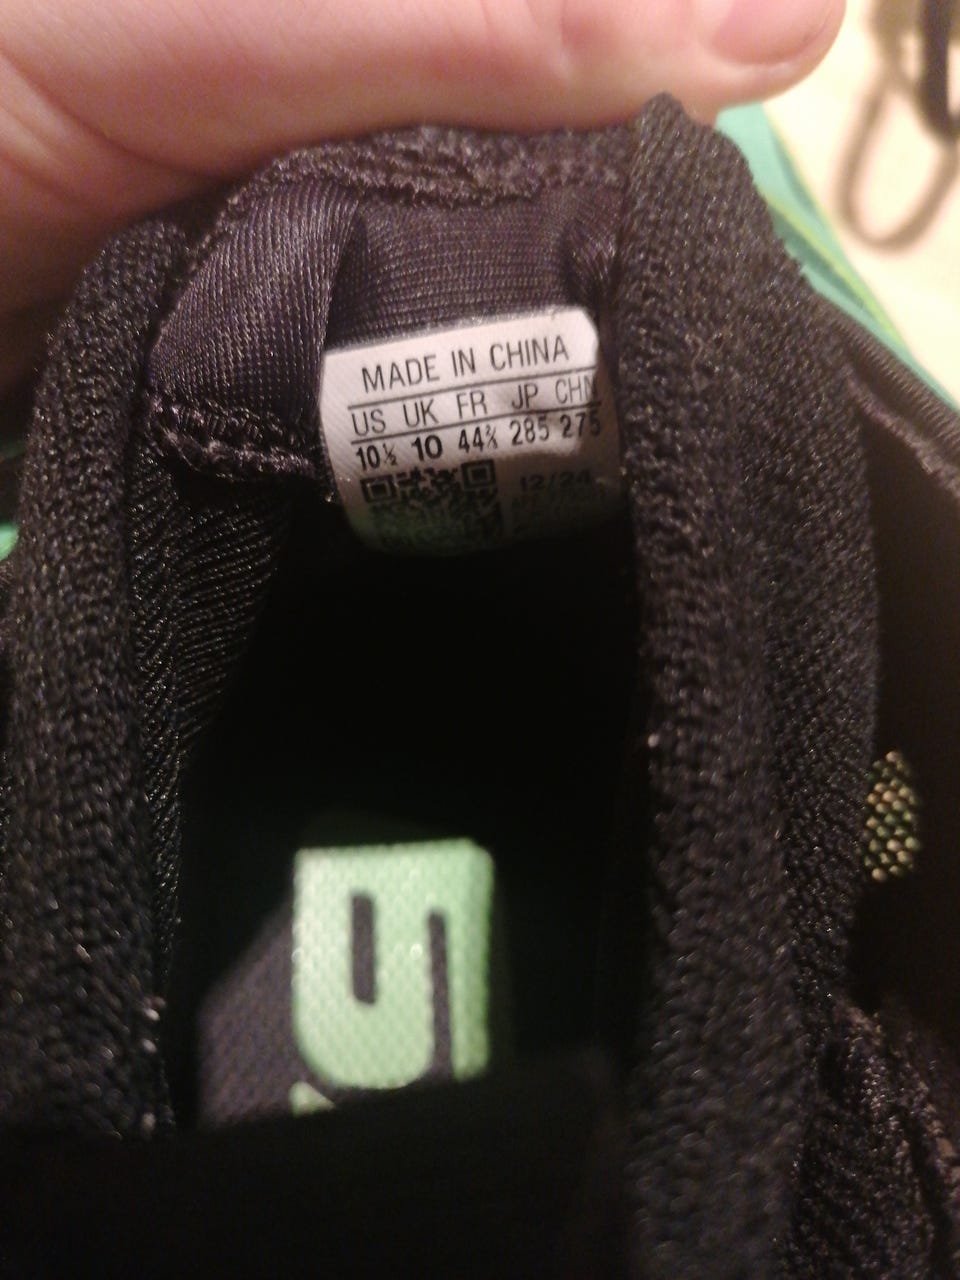 MADE IN CHINA
US UK FR JP CHN
10½ 10 44⅔ 285 275
12/24